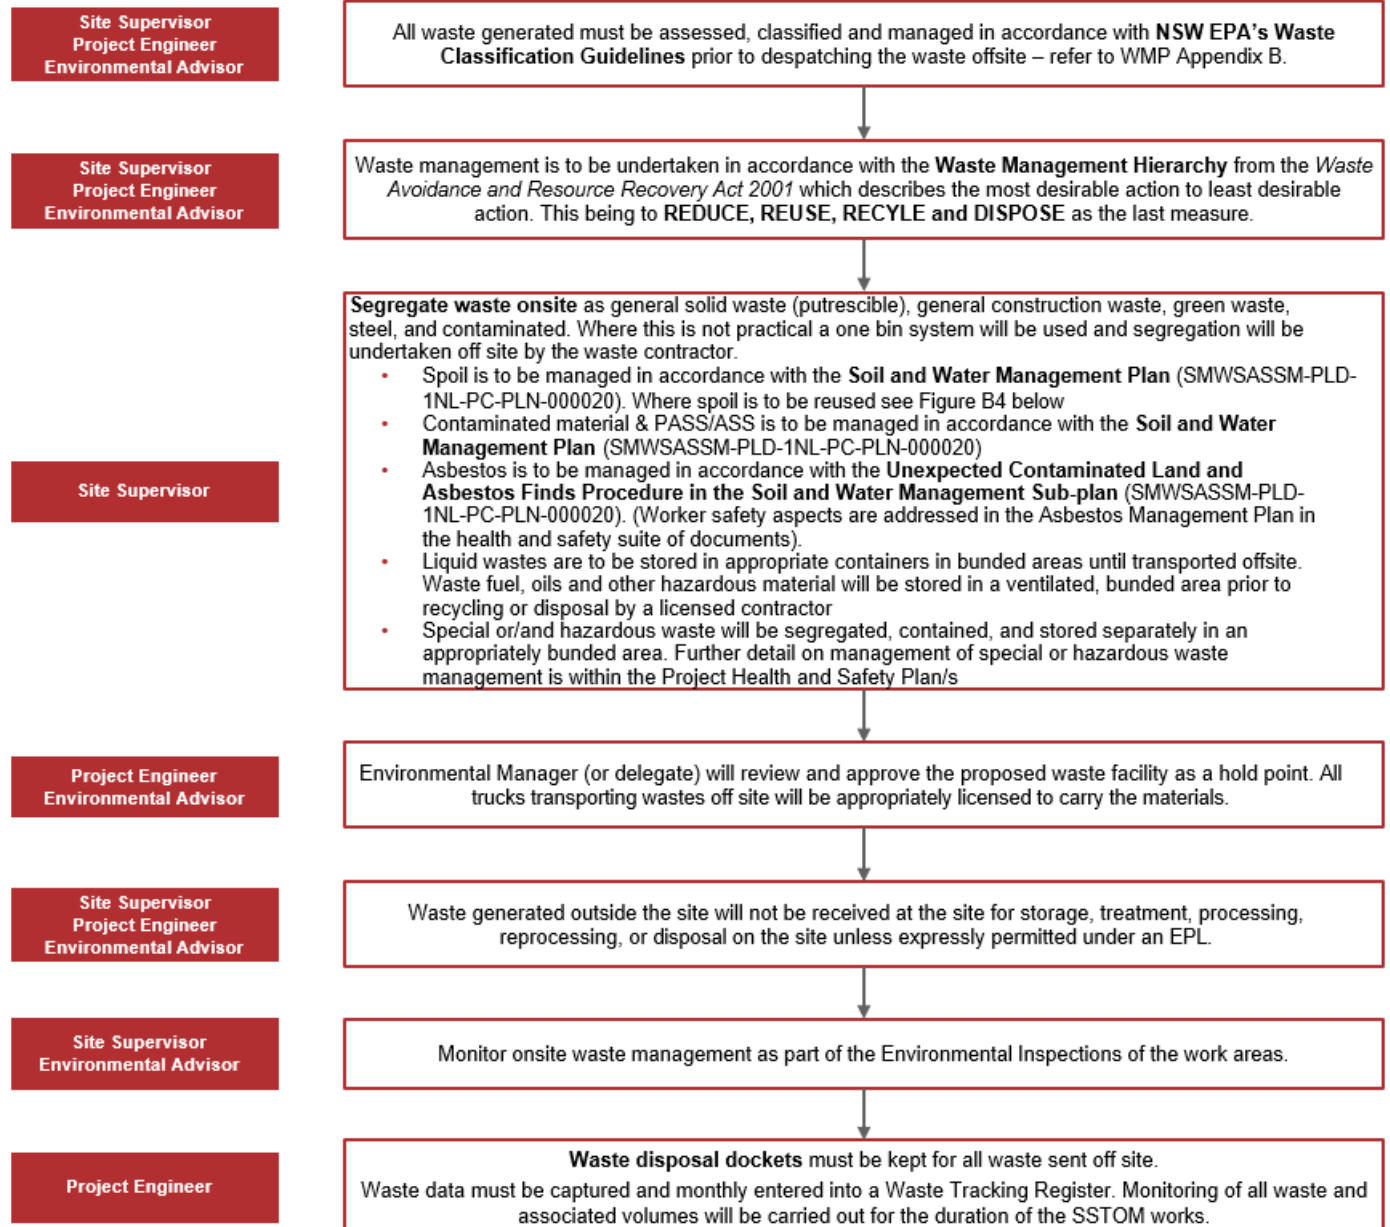 Site Supervisor
Project Engineer
Environmental Advisor
All waste generated must be assessed, classified and managed in accordance with NSW EPA's Waste
Classification Guidelines prior to despatching the waste offsite – refer to WMP Appendix B.
Site Supervisor
Project Engineer
Environmental Advisor
Waste management is to be undertaken in accordance with the Waste Management Hierarchy from the Waste
Avoidance and Resource Recovery Act 2001 which describes the most desirable action to least desirable
action. This being to REDUCE, REUSE, RECYLE and DISPOSE as the last measure.
Site Supervisor
Segregate waste onsite as general solid waste (putrescible), general construction waste, green waste,
steel, and contaminated. Where this is not practical a one bin system will be used and segregation will be
undertaken off site by the waste contractor.
• Spoil is to be managed in accordance with the Soil and Water Management Plan (SMWSASSM-PLD-
1NL-PC-PLN-000020). Where spoil is to be reused see Figure B4 below
• Contaminated material & PASS/ASS is to be managed in accordance with the Soil and Water
Management Plan (SMWSASSM-PLD-1NL-PC-PLN-000020)
• Asbestos is to be managed in accordance with the Unexpected Contaminated Land and
Asbestos Finds Procedure in the Soil and Water Management Sub-plan (SMWSASSM-PLD-
1NL-PC-PLN-000020). (Worker safety aspects are addressed in the Asbestos Management Plan in
the health and safety suite of documents).
• Liquid wastes are to be stored in appropriate containers in bunded areas until transported offsite.
Waste fuel, oils and other hazardous material will be stored in a ventilated, bunded area prior to
recycling or disposal by a licensed contractor
• Special or/and hazardous waste will be segregated, contained, and stored separately in an
appropriately bunded area. Further detail on management of special or hazardous waste
management is within the Project Health and Safety Plan/s
Project Engineer
Environmental Advisor
Environmental Manager (or delegate) will review and approve the proposed waste facility as a hold point. All
trucks transporting wastes off site will be appropriately licensed to carry the materials.
Site Supervisor
Project Engineer
Environmental Advisor
Waste generated outside the site will not be received at the site for storage, treatment, processing,
reprocessing, or disposal on the site unless expressly permitted under an EPL.
Site Supervisor
Environmental Advisor
Monitor onsite waste management as part of the Environmental Inspections of the work areas.
Project Engineer
Waste disposal dockets must be kept for all waste sent off site.
Waste data must be captured and monthly entered into a Waste Tracking Register. Monitoring of all waste and
associated volumes will be carried out for the duration of the SSTOM works.